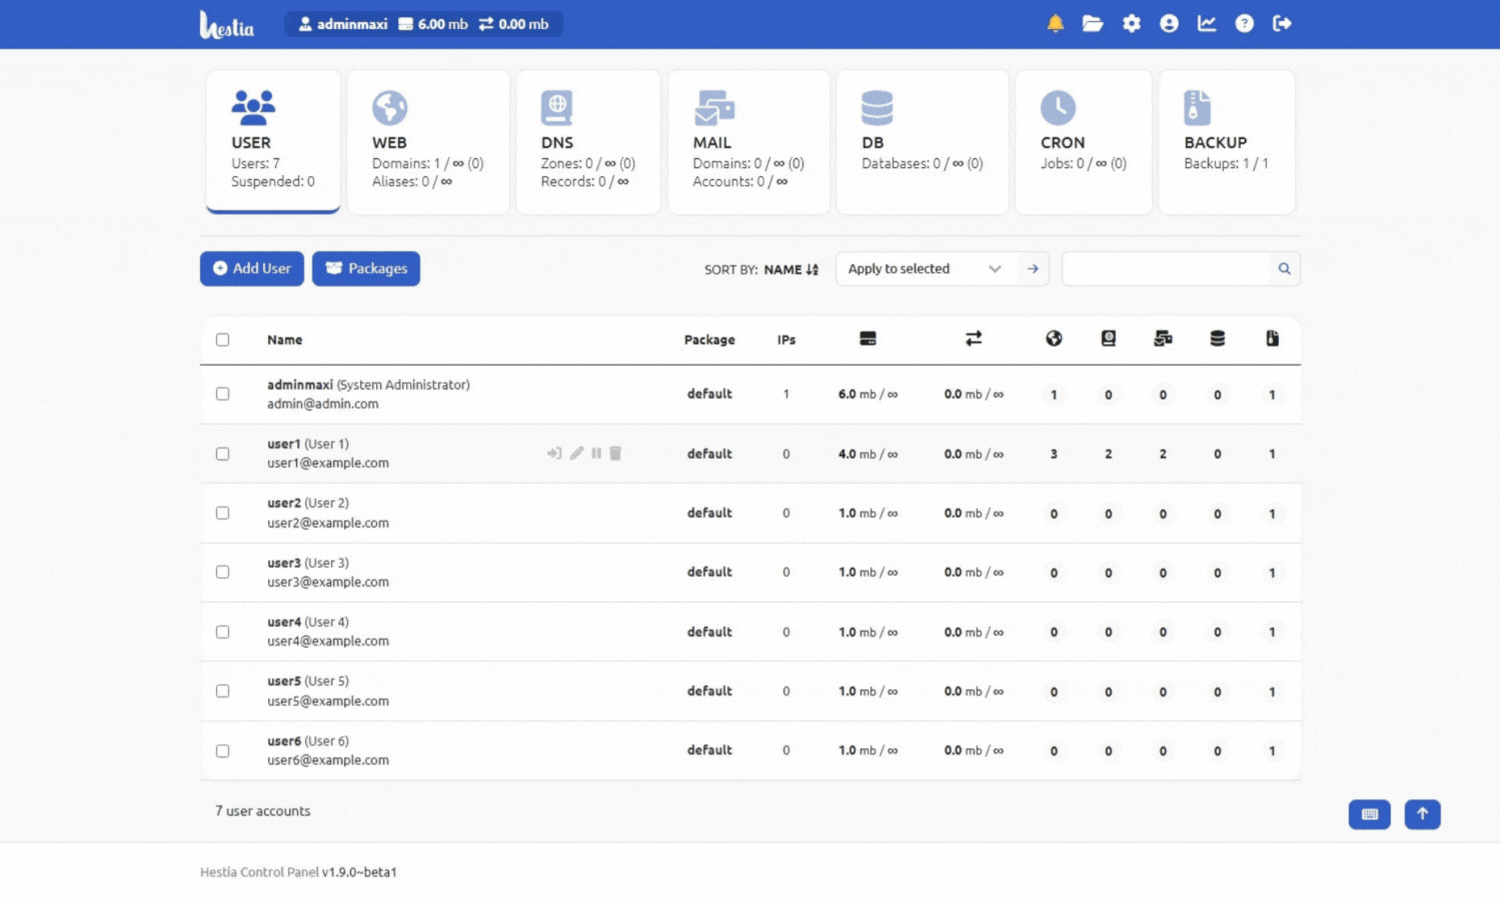 Hestia
adminmaxi 6.00 mb 0.00 mb
USER
Users: 7
Suspended: 0
WEB
Domains: 1 / ∞ (0)
Aliases: 0 / ∞
DNS
Zones: 0 / ∞ (0)
Records: 0 / ∞
MAIL
Domains: 0 / ∞ (0)
Accounts: 0 / ∞
DB
Databases: 0 / ∞ (0)
CRON
Jobs: 0 / ∞ (0)
BACKUP
Backups: 1 / 1
Add User Packages SORT BY: NAME Apply to selected
Name Package IPs
adminmaxi (System Administrator)
admin@admin.com
default 1 6.0 mb / ∞ 0.0 mb / ∞ 1 0 0 0 1
user1 (User 1)
user1@example.com
default 0 4.0 mb / ∞ 0.0 mb / ∞ 3 2 2 0 1
user2 (User 2)
user2@example.com
default 0 1.0 mb / ∞ 0.0 mb / ∞ 0 0 0 0 1
user3 (User 3)
user3@example.com
default 0 1.0 mb / ∞ 0.0 mb / ∞ 0 0 0 0 1
user4 (User 4)
user4@example.com
default 0 1.0 mb / ∞ 0.0 mb / ∞ 0 0 0 0 1
user5 (User 5)
user5@example.com
default 0 1.0 mb / ∞ 0.0 mb / ∞ 0 0 0 0 1
user6 (User 6)
user6@example.com
default 0 1.0 mb / ∞ 0.0 mb / ∞ 0 0 0 0 1
7 user accounts
Hestia Control Panel v1.9.0~beta1